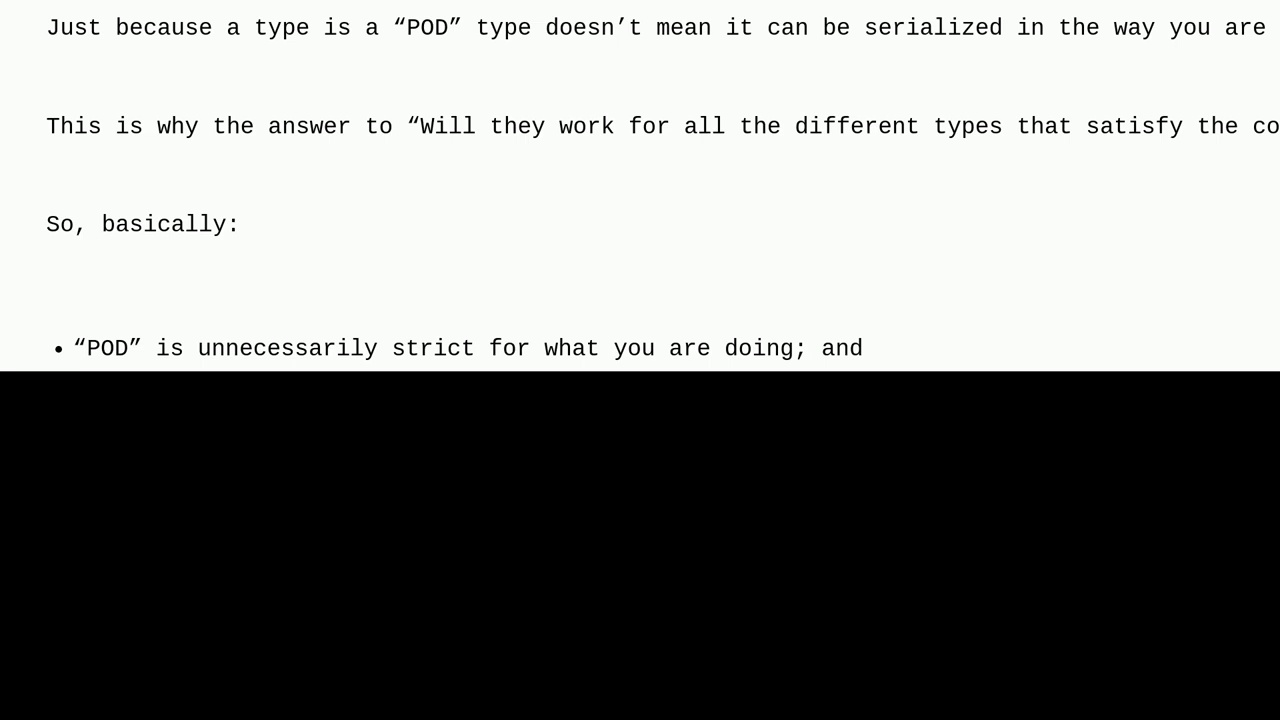 Just because a type is a “POD” type doesn’t mean it can be serialized in the way you are
This is why the answer to “Will they work for all the different types that satisfy the co
So, basically:
• “POD” is unnecessarily strict for what you are doing; and